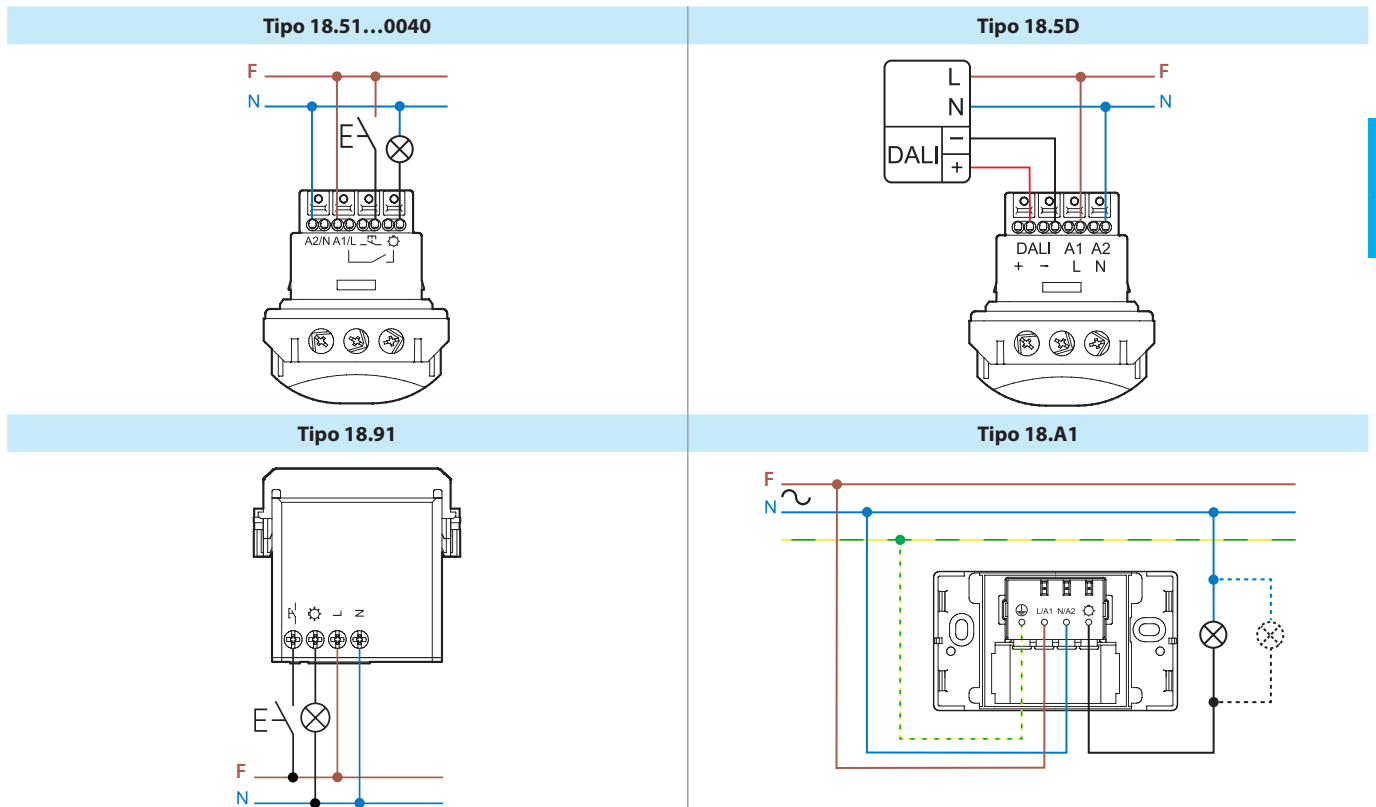 Tipo 18.51...0040
F
N
E
A2/N A1/L
Tipo 18.5D
L
N
DALI
−
+
F
N
DALI A1 A2
+ − L N
Tipo 18.91
L N
E
F
N
Tipo 18.A1
F
N
L/A1 N/A2